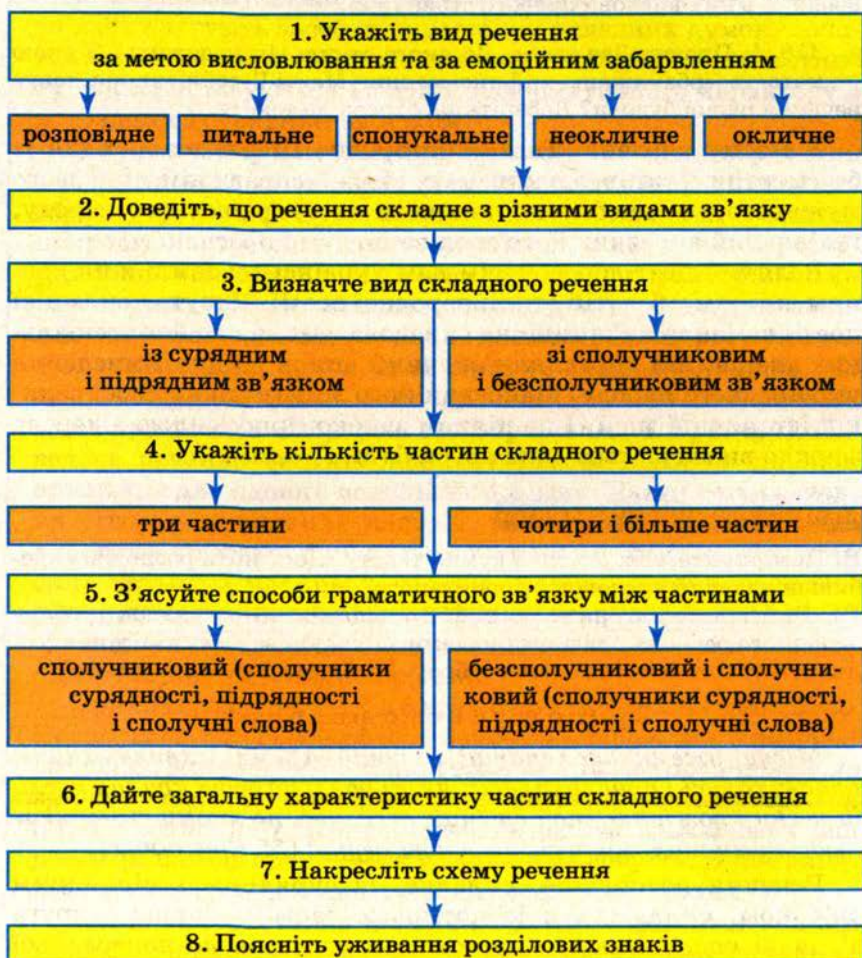 1. Укажіть вид речення
за метою висловлювання та за емоційним забарвленням
розповідне питальне спонукальне неокличне окличне
2. Доведіть, що речення складне з різними видами зв’язку
3. Визначте вид складного речення
із сурядним
і підрядним зв’язком
зі сполучниковим
і безсполучниковим зв’язком
4. Укажіть кількість частин складного речення
три частини чотири і більше частин
5. З’ясуйте способи граматичного зв’язку між частинами
сполучниковий (сполучники
сурядності, підрядності
і сполучні слова)
безсполучниковий і сполучни-
ковий (сполучники сурядності,
підрядності і сполучні слова)
6. Дайте загальну характеристику частин складного речення
7. Накресліть схему речення
8. Поясніть уживання розділових знаків